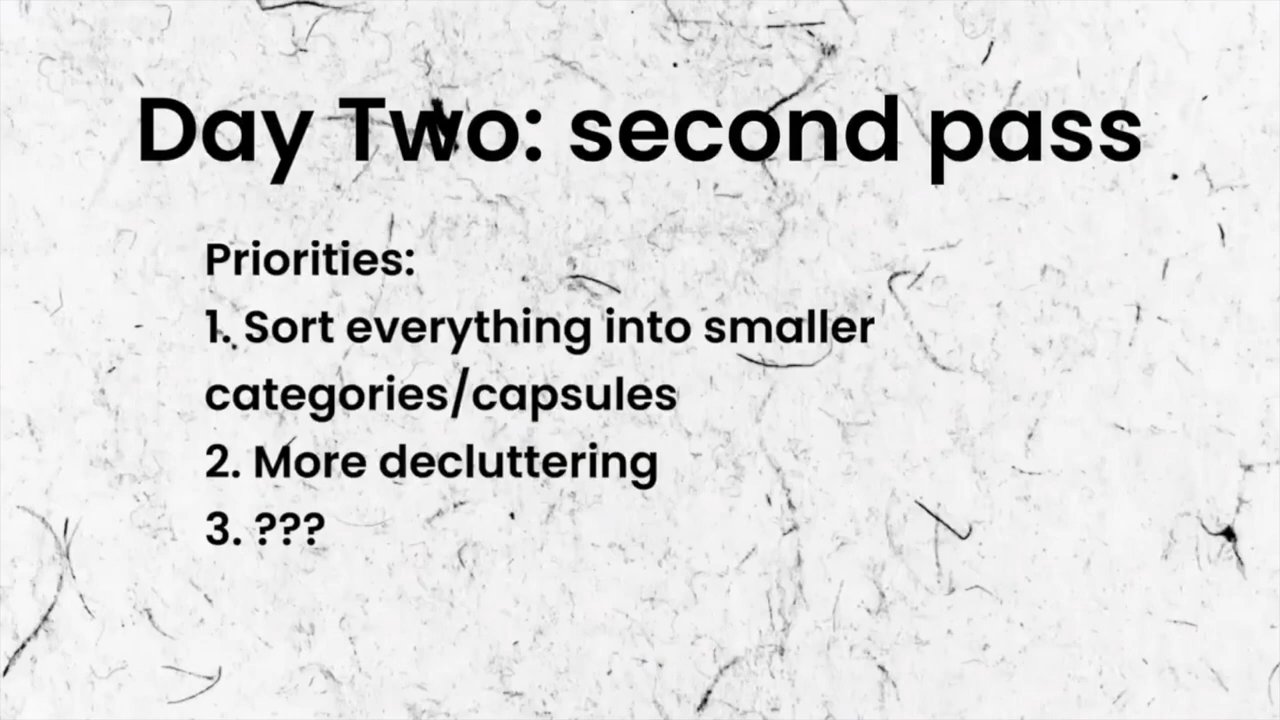 Day Two: second pass
Priorities:
1. Sort everything into smaller
categories/capsules
2. More decluttering
3. ???